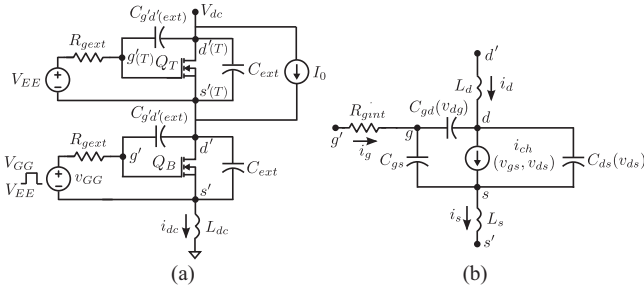 V_{dc}
C_{g'd'(ext)}
R_{gext}
g'(T)
Q_T
d'(T)
C_{ext}
I_0
V_{EE}
s'(T)
C_{g'd'(ext)}
R_{gext}
g'
Q_B
d'
C_{ext}
V_{GG}
V_{EE}
v_{GG}
s'
i_{dc}
L_{dc}
(a)
d'
L_d
i_d
R_{gint}
C_{gd}(v_{dg})
d
g'
g
i_g
C_{gs}
i_{ch}
(v_{gs}, v_{ds})
C_{ds}(v_{ds})
s
i_s
L_s
s'
(b)